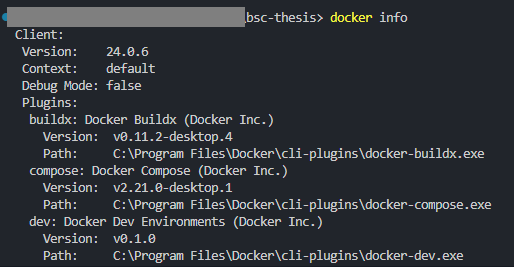 bsc-thesis> docker info
Client:
Version:    24.0.6
Context:    default
Debug Mode: false
Plugins:
buildx: Docker Buildx (Docker Inc.)
Version:  v0.11.2-desktop.4
Path:     C:\Program Files\Docker\cli-plugins\docker-buildx.exe
compose: Docker Compose (Docker Inc.)
Version:  v2.21.0-desktop.1
Path:     C:\Program Files\Docker\cli-plugins\docker-compose.exe
dev: Docker Dev Environments (Docker Inc.)
Version:  v0.1.0
Path:     C:\Program Files\Docker\cli-plugins\docker-dev.exe